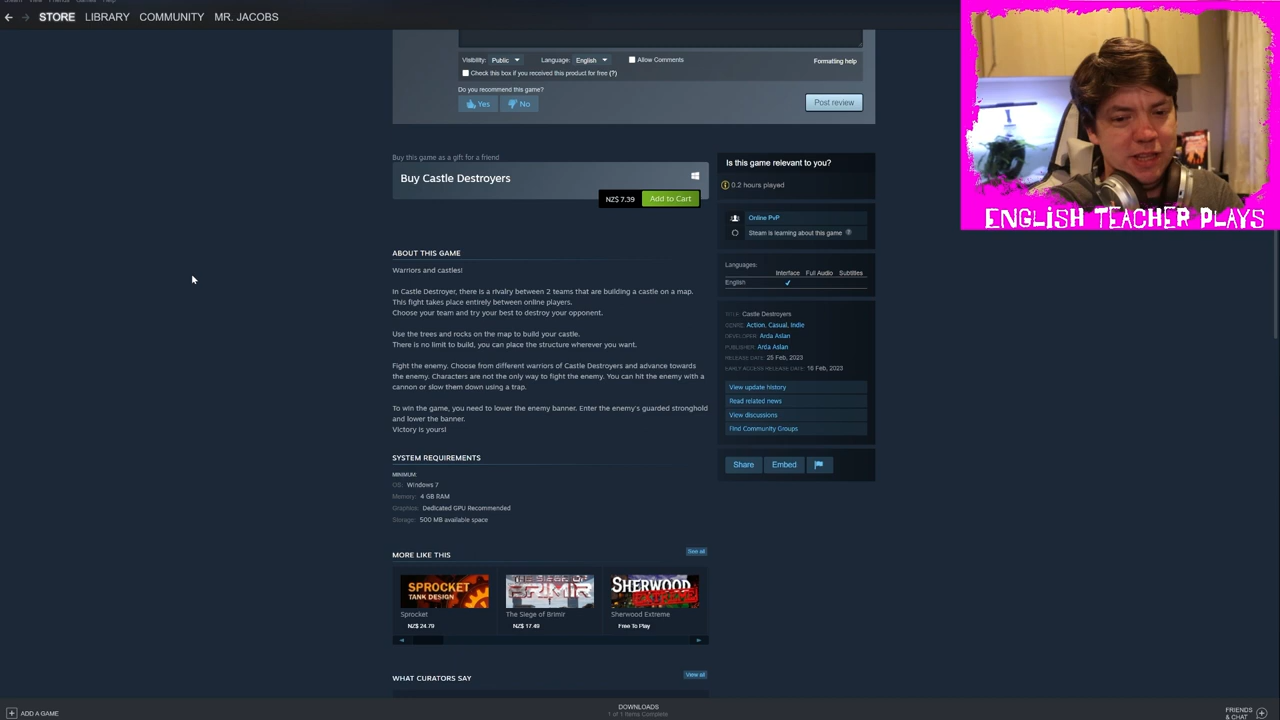 Steam View Friends Games Help
STORE LIBRARY COMMUNITY MR. JACOBS
Visibility: Public Language: English Allow Comments Formatting help
Check this box if you received this product for free (?)
Do you recommend this game?
Yes No Post review
Buy this game as a gift for a friend
Buy Castle Destroyers
NZ$ 7.39 Add to Cart
ABOUT THIS GAME
Warriors and castles!
In Castle Destroyer, there is a rivalry between 2 teams that are building a castle on a map.
This fight takes place entirely between online players.
Choose your team and try your best to destroy your opponent.
Use the trees and rocks on the map to build your castle.
There is no limit to build, you can place the structure wherever you want.
Fight the enemy. Choose from different warriors of Castle Destroyers and advance towards
the enemy. Characters are not the only way to fight the enemy. You can hit the enemy with a
cannon or slow them down using a trap.
To win the game, you need to lower the enemy banner. Enter the enemy's guarded stronghold
and lower the banner.
Victory is yours!
SYSTEM REQUIREMENTS
MINIMUM:
OS: Windows 7
Memory: 4 GB RAM
Graphics: Dedicated GPU Recommended
Storage: 500 MB available space
MORE LIKE THIS See all
SPROCKET
TANK DESIGN
THE SIEGE OF
BRIMIR
SHERWOOD
EXTREME
Sprocket The Siege of Brimir Sherwood Extreme
NZ$ 24.79 NZ$ 17.49 Free To Play
WHAT CURATORS SAY View all
Is this game relevant to you?
0.2 hours played
Online PvP
Steam is learning about this game ?
Languages:
Interface Full Audio Subtitles
English ✔
TITLE: Castle Destroyers
GENRE: Action, Casual, Indie
DEVELOPER: Arda Aslan
PUBLISHER: Arda Aslan
RELEASE DATE: 25 Feb, 2023
EARLY ACCESS RELEASE DATE: 16 Feb, 2023
View update history
Read related news
View discussions
Find Community Groups
Share Embed
ENGLISH TEACHER PLAYS
ADD A GAME
DOWNLOADS
1 of 1 Items Complete
FRIENDS
& CHAT